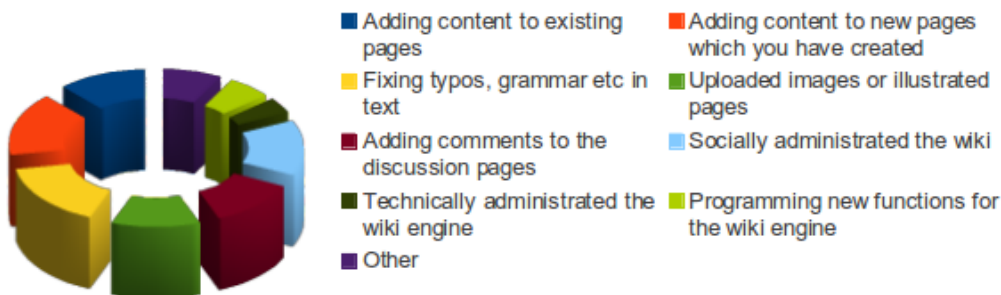 Adding content to existing
pages
Adding content to new pages
which you have created
Fixing typos, grammar etc in
text
Uploaded images or illustrated
pages
Adding comments to the
discussion pages
Socially administrated the wiki
Technically administrated the
wiki engine
Programming new functions for
the wiki engine
Other